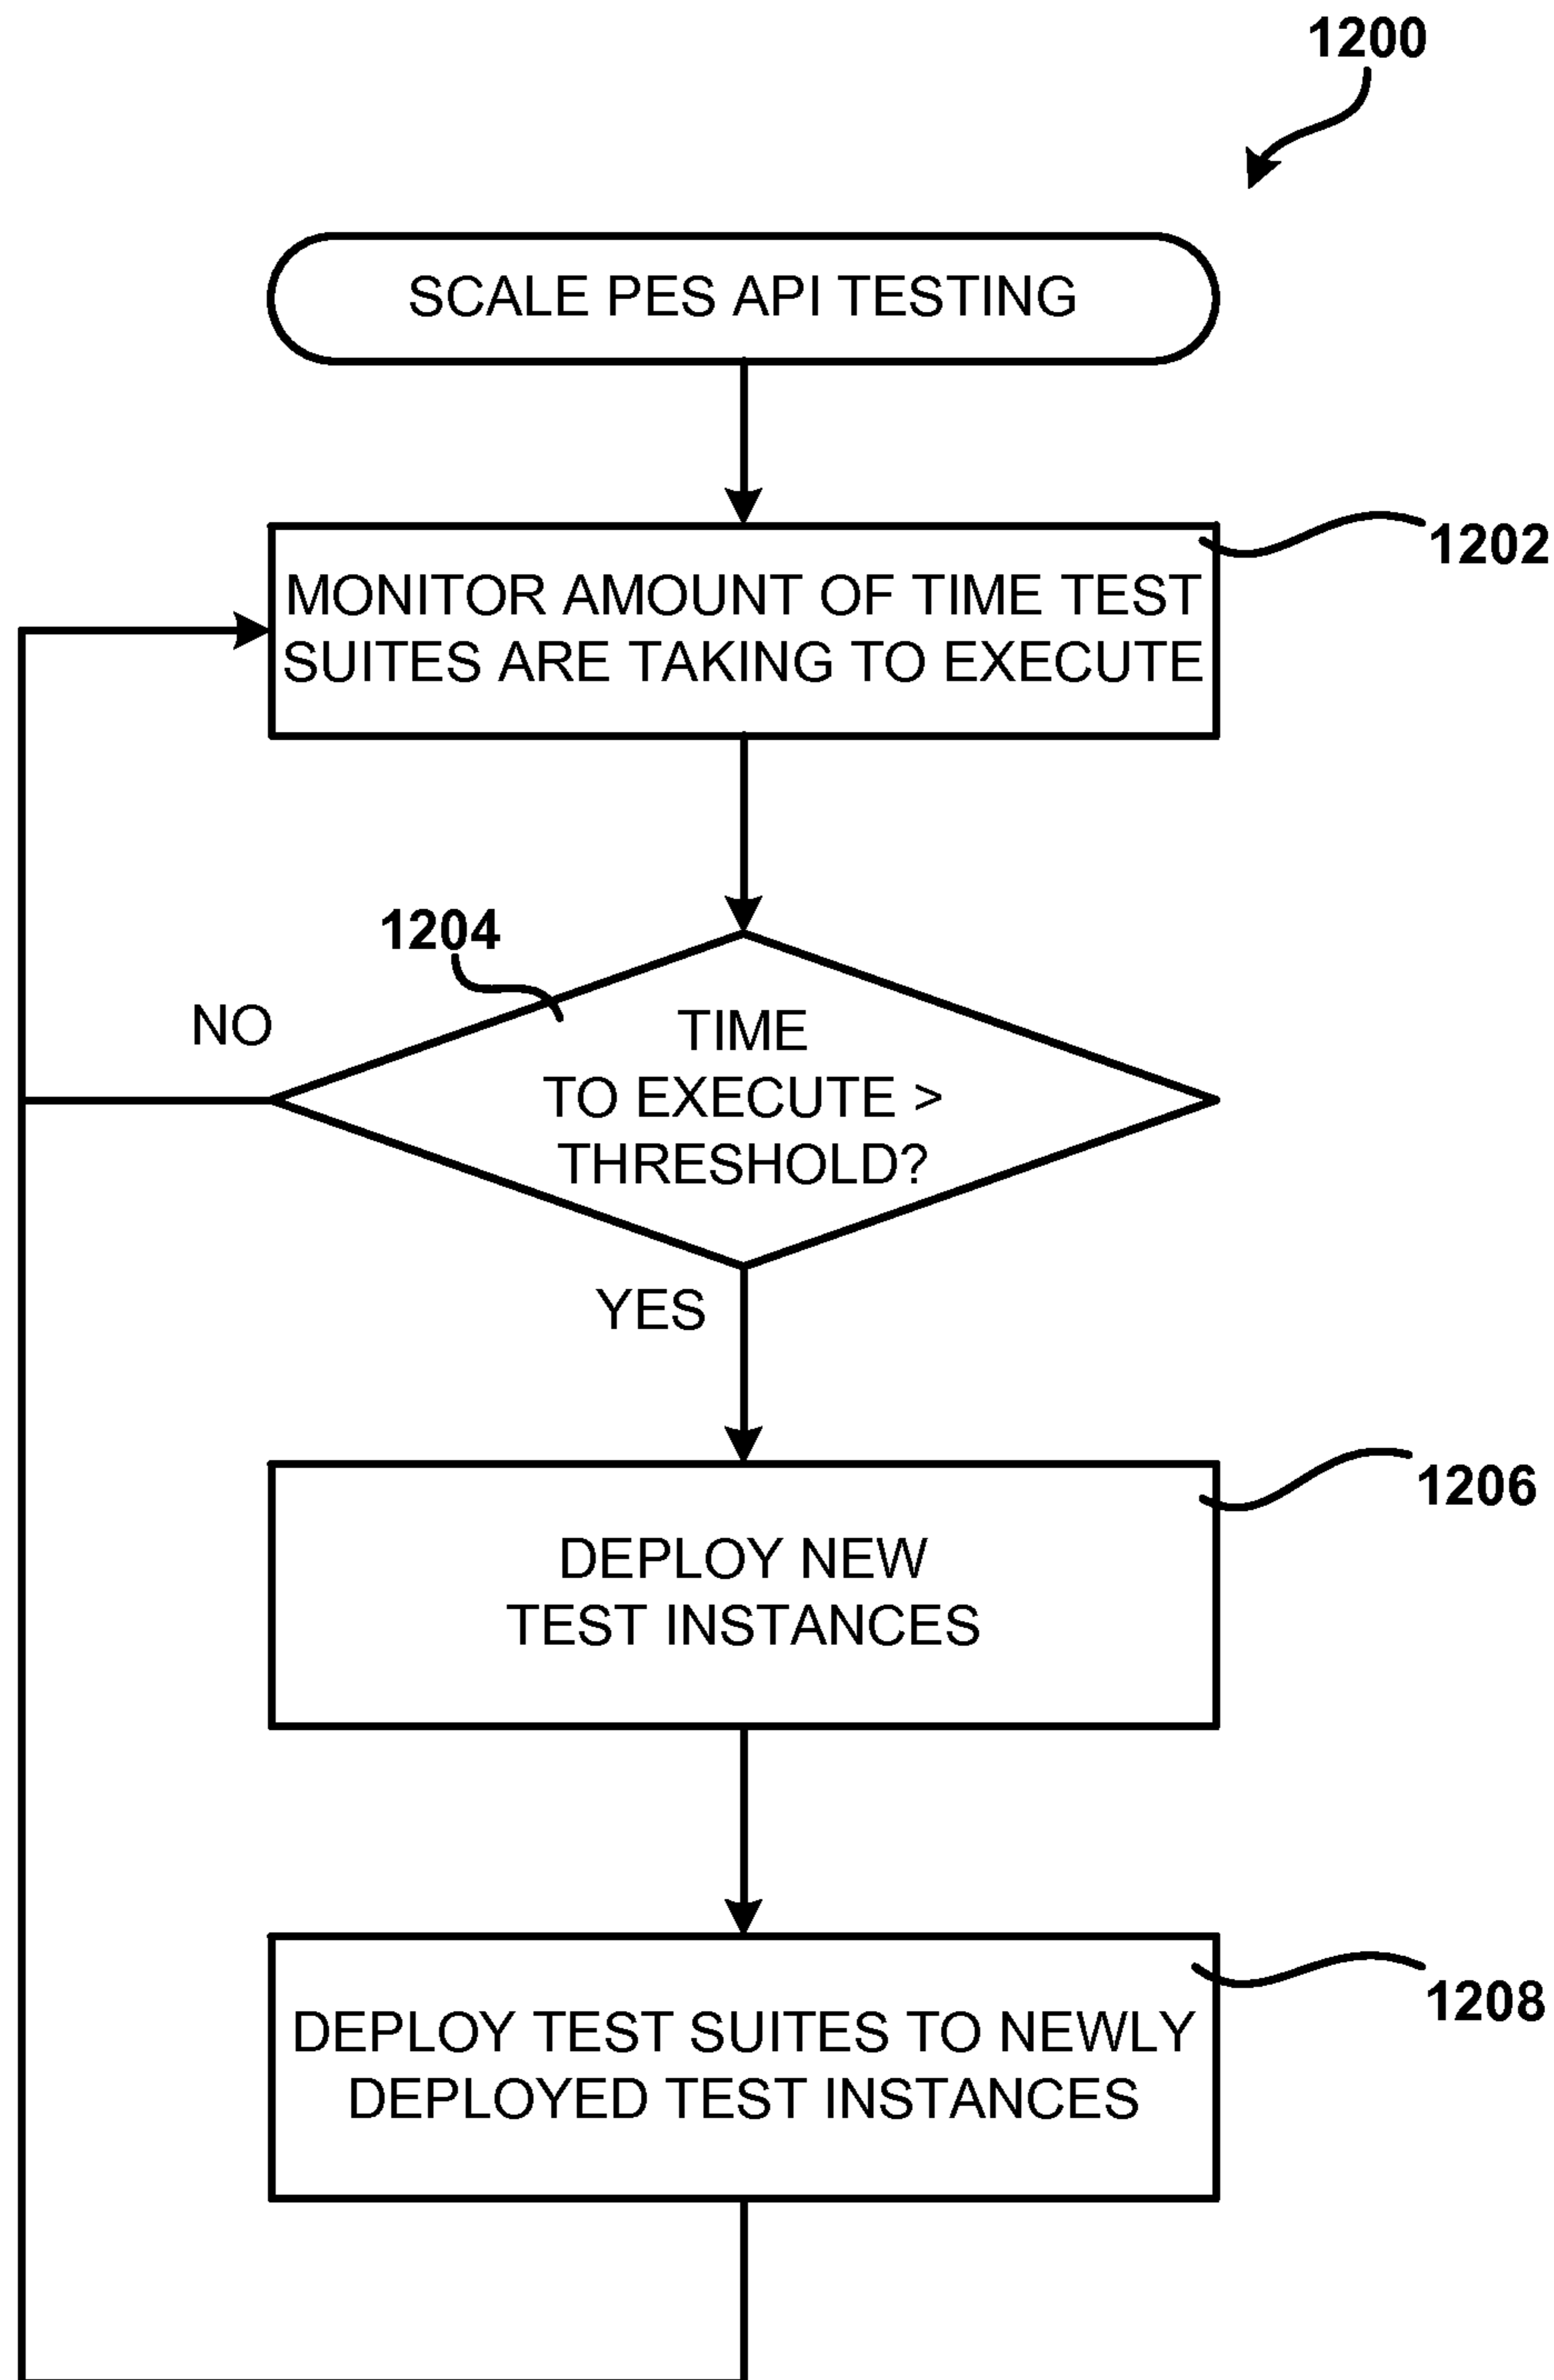 1200
SCALE PES API TESTING
1202
MONITOR AMOUNT OF TIME TEST
SUITES ARE TAKING TO EXECUTE
1204
NO
TIME
TO EXECUTE >
THRESHOLD?
YES
1206
DEPLOY NEW
TEST INSTANCES
1208
DEPLOY TEST SUITES TO NEWLY
DEPLOYED TEST INSTANCES